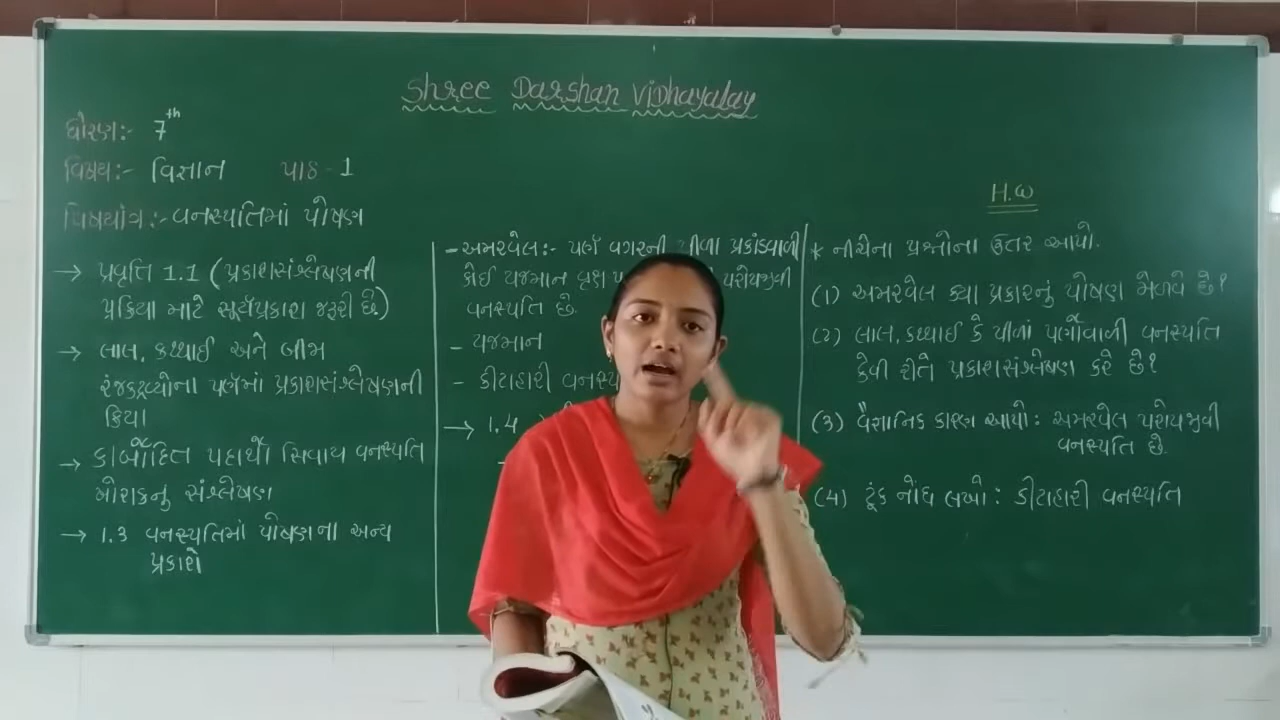 Shree Darshan Vidhayalay
ધોરણ:- 7th
વિષય:- વિજ્ઞાન પાઠ - 1
વિષયાંગ:- વનસ્પતિમાં પોષણ
→ પ્રવૃત્તિ 1.1 (પ્રકાશસંશ્લેષણની
પ્રક્રિયા માટે સૂર્યપ્રકાશ જરૂરી છે.)
→ લાલ, કથ્થાઈ અને બીમ
રંજકદ્રવ્યોના પર્ણમાં પ્રકાશસંશ્લેષણની
ક્રિયા
→ કાર્બોદિત પદાર્થો સિવાય વનસ્પતિ
ખોરાકનુ સંશ્લેષણ
→ 1.3 વનસ્પતિમાં પોષણના અન્ય
પ્રકારો
- અમરવેલ:- પર્ણ વગરની પીળા પ્રકાંડવાળી
કોઈ યજમાન વૃક્ષ પરોપજીવી
વનસ્પતિ છે.
- યજમાન
- કીટાહારી
→ 1.4
H.W
* નીચેના પ્રશ્નોના ઉત્તર આપો.
(1) અમરવેલ ક્યા પ્રકારનુ પોષણ મેળવે છે?
(2) લાલ, કથ્થાઈ કે પીળાં પર્ણોવાળી વનસ્પતિ
કેવી રીતે પ્રકાશસંશ્લેષણ કરે છે?
(3) વૈજ્ઞાનિક કારણ આપો: અમરવેલ પરોપજીવી
વનસ્પતિ છે.
(4) ટૂંક નોંધ લખો: કીટાહારી વનસ્પતિ